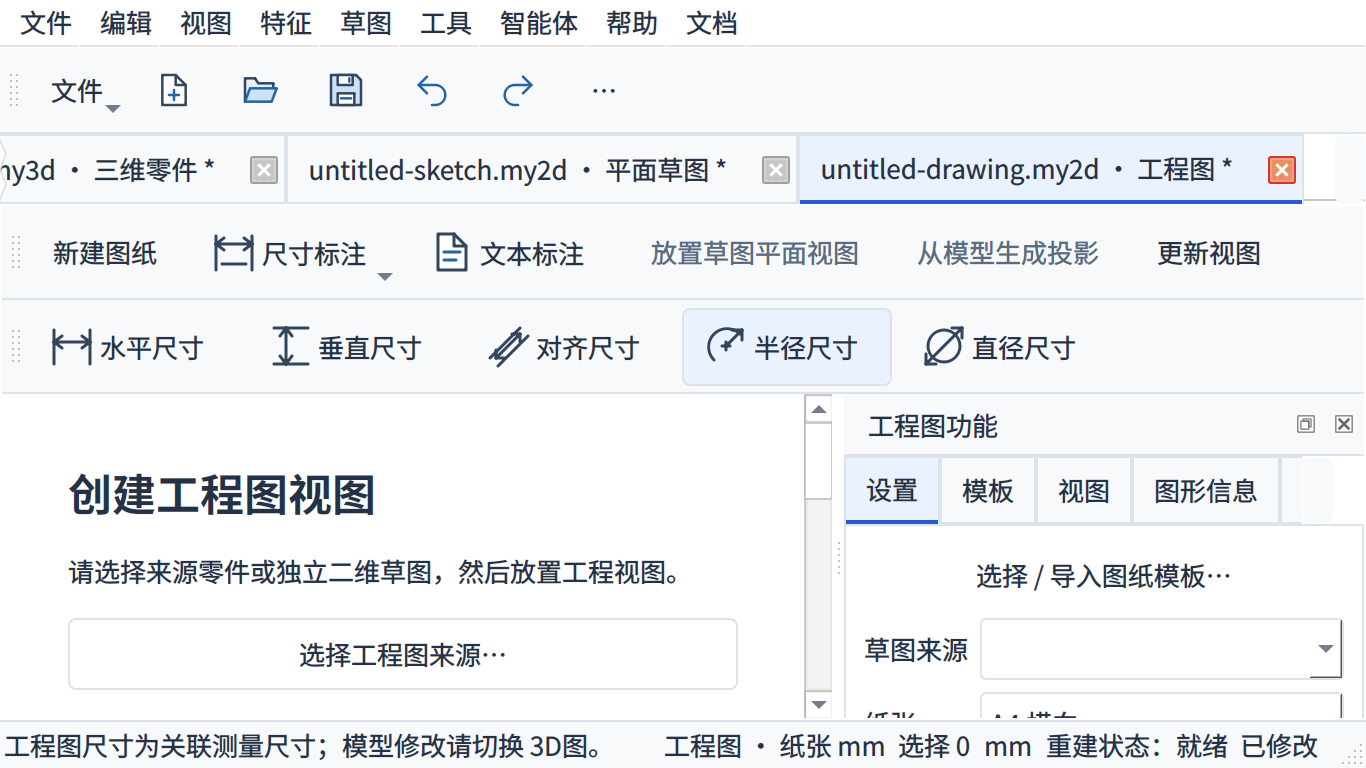 文件 编辑 视图 特征 草图 工具 智能体 帮助 文档
文件 …
my3d · 三维零件 * untitled-sketch.my2d · 平面草图 * untitled-drawing.my2d · 工程图 *
新建图纸 尺寸标注 文本标注 放置草图平面视图 从模型生成投影 更新视图
水平尺寸 垂直尺寸 对齐尺寸 半径尺寸 直径尺寸
工程图功能
创建工程图视图
设置 模板 视图 图形信息
请选择来源零件或独立二维草图，然后放置工程视图。
选择 / 导入图纸模板…
选择工程图来源…
草图来源
纸张 A4 横向
工程图尺寸为关联测量尺寸；模型修改请切换 3D图。 工程图 · 纸张 mm 选择 0 mm 重建状态：就绪 已修改